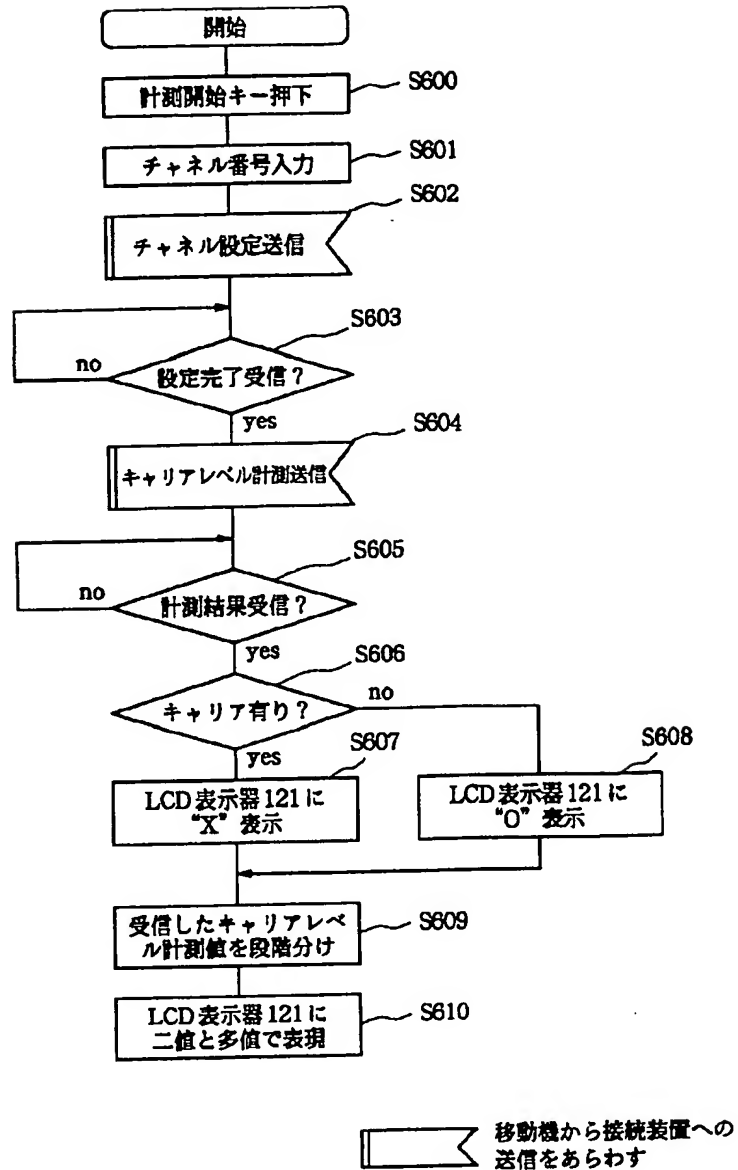 開始
計測開始キー押下
S600
チャネル番号入力
S601
チャネル設定送信
S602
設定完了受信？
S603
no
yes
キャリアレベル計測送信
S604
計測結果受信？
S605
no
yes
キャリア有り？
S606
no
yes
LCD表示器121に
“X”表示
S607
LCD表示器121に
“O”表示
S608
受信したキャリアレベ
ル計測値を段階分け
S609
LCD表示器121に
二値と多値で表現
S610
移動機から接続装置への
送信をあらわす